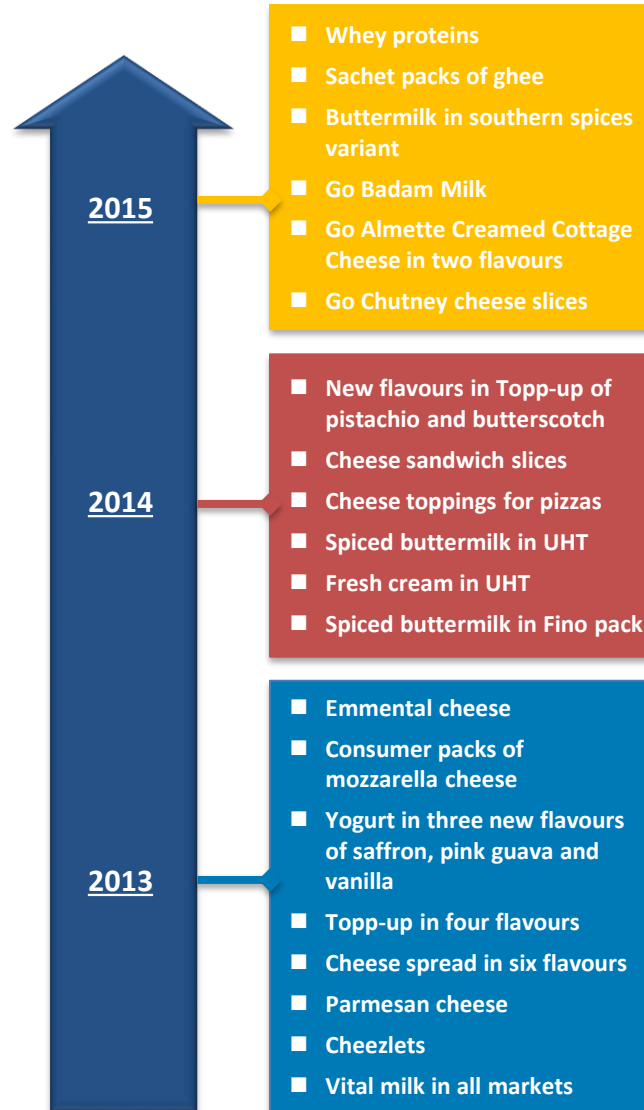 2015
■ Whey proteins
■ Sachet packs of ghee
■ Buttermilk in southern spices
variant
■ Go Badam Milk
■ Go Almette Creamed Cottage
Cheese in two flavours
■ Go Chutney cheese slices
2014
■ New flavours in Topp-up of
pistachio and butterscotch
■ Cheese sandwich slices
■ Cheese toppings for pizzas
■ Spiced buttermilk in UHT
■ Fresh cream in UHT
■ Spiced buttermilk in Fino pack
2013
■ Emmental cheese
■ Consumer packs of
mozzarella cheese
■ Yogurt in three new flavours
of saffron, pink guava and
vanilla
■ Topp-up in four flavours
■ Cheese spread in six flavours
■ Parmesan cheese
■ Cheezlets
■ Vital milk in all markets